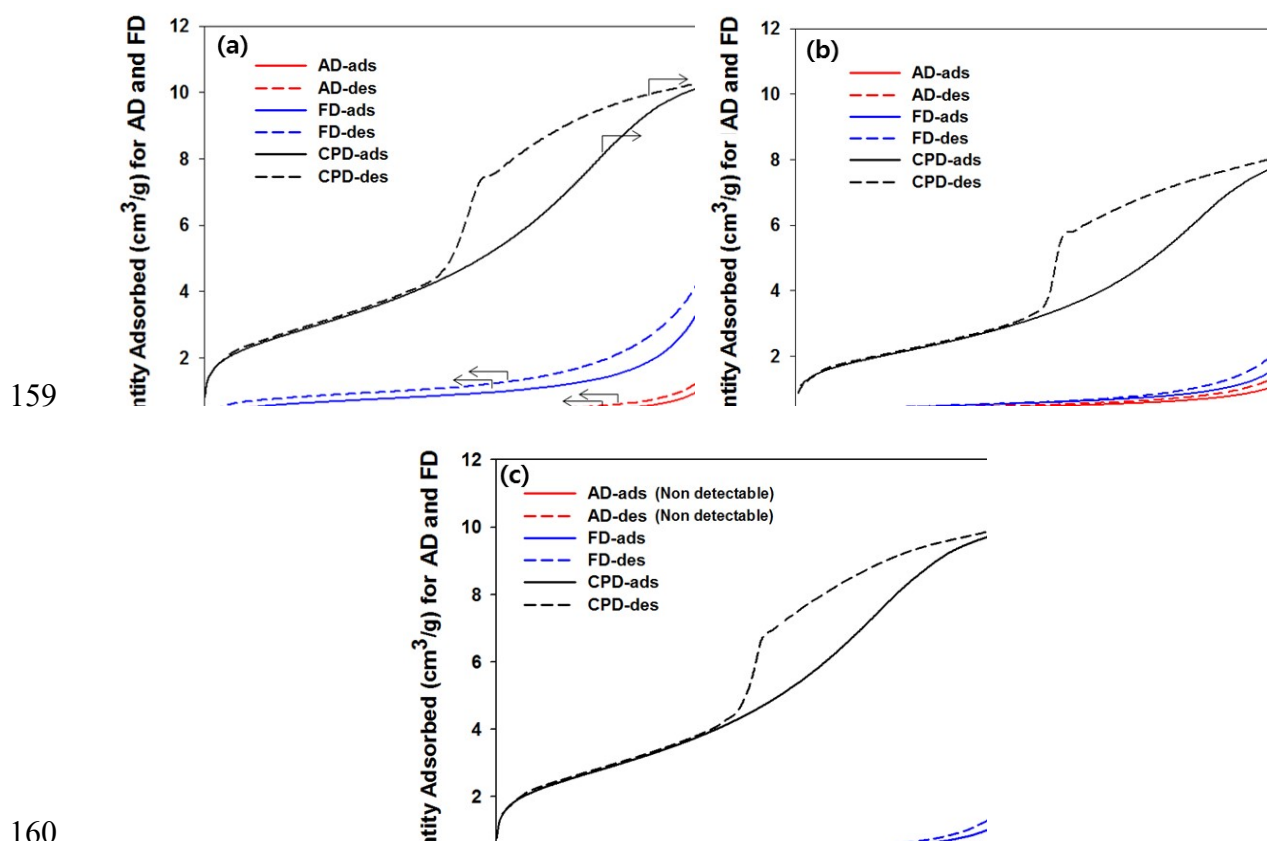 12
10
8
6
4
2
ntity Adsorbed (cm³/g) for AD and FD
(a)
AD-ads
AD-des
FD-ads
FD-des
CPD-ads
CPD-des
12
10
8
6
4
2
ntity Adsorbed (cm³/g) for AD and FD
(b)
AD-ads
AD-des
FD-ads
FD-des
CPD-ads
CPD-des
159
12
10
8
6
4
2
ntity Adsorbed (cm³/g) for AD and FD
(c)
AD-ads (Non detectable)
AD-des (Non detectable)
FD-ads
FD-des
CPD-ads
CPD-des
160